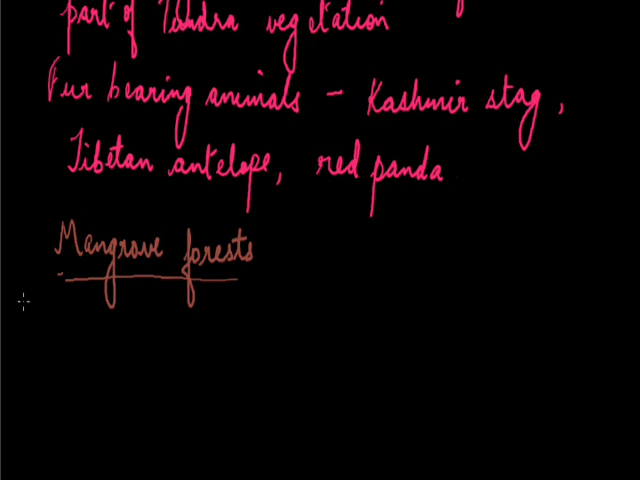 part of Tundra vegetation
Fur bearing animals - Kashmir stag,
Tibetan antelope, red panda
Mangrove forests